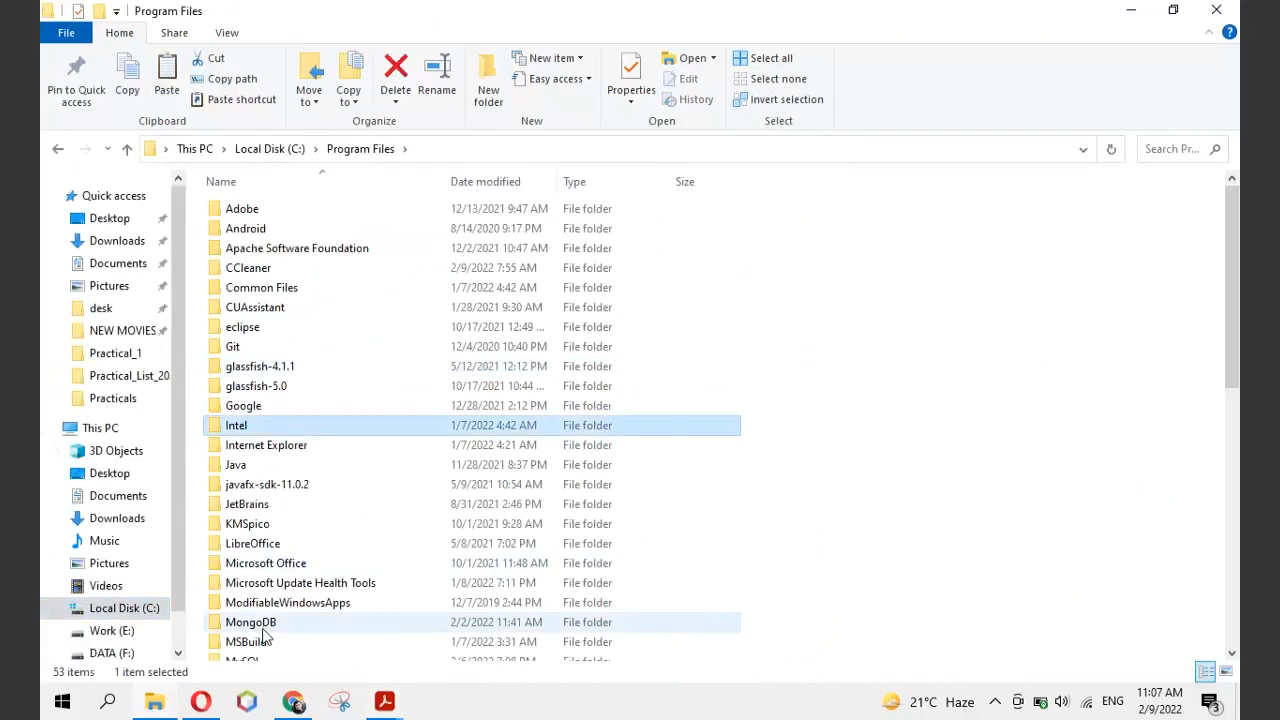 Program Files
File Home Share View
Pin to Quick access
Copy
Paste
Cut
Copy path
Paste shortcut
Move to
Copy to
Delete
Rename
New folder
New item
Easy access
Properties
Open
Edit
History
Select all
Select none
Invert selection
Clipboard Organize New Open Select
This PC Local Disk (C:) Program Files
Search Pr...
Name Date modified Type Size
Quick access
Desktop
Downloads
Documents
Pictures
desk
NEW MOVIES
Practical_1
Practical_List_20
Practicals
This PC
3D Objects
Desktop
Documents
Downloads
Music
Pictures
Videos
Local Disk (C:)
Work (E:)
DATA (F:)
Adobe 12/13/2021 9:47 AM File folder
Android 8/14/2020 9:17 PM File folder
Apache Software Foundation 12/2/2021 10:47 AM File folder
CCleaner 2/9/2022 7:55 AM File folder
Common Files 1/7/2022 4:42 AM File folder
CUAssistant 1/28/2021 9:30 AM File folder
eclipse 10/17/2021 12:49 ... File folder
Git 12/4/2020 10:40 PM File folder
glassfish-4.1.1 5/12/2021 12:12 PM File folder
glassfish-5.0 10/17/2021 10:44 ... File folder
Google 12/28/2021 2:12 PM File folder
Intel 1/7/2022 4:42 AM File folder
Internet Explorer 1/7/2022 4:21 AM File folder
Java 11/28/2021 8:37 PM File folder
javafx-sdk-11.0.2 5/9/2021 10:54 AM File folder
JetBrains 8/31/2021 2:46 PM File folder
KMSpico 10/1/2021 9:28 AM File folder
LibreOffice 5/8/2021 7:02 PM File folder
Microsoft Office 10/1/2021 11:48 AM File folder
Microsoft Update Health Tools 1/8/2022 7:11 PM File folder
ModifiableWindowsApps 12/7/2019 2:44 PM File folder
MongoDB 2/2/2022 11:41 AM File folder
MSBuild 1/7/2022 3:31 AM File folder
53 items 1 item selected
21°C Haze ENG 11:07 AM
2/9/2022
3